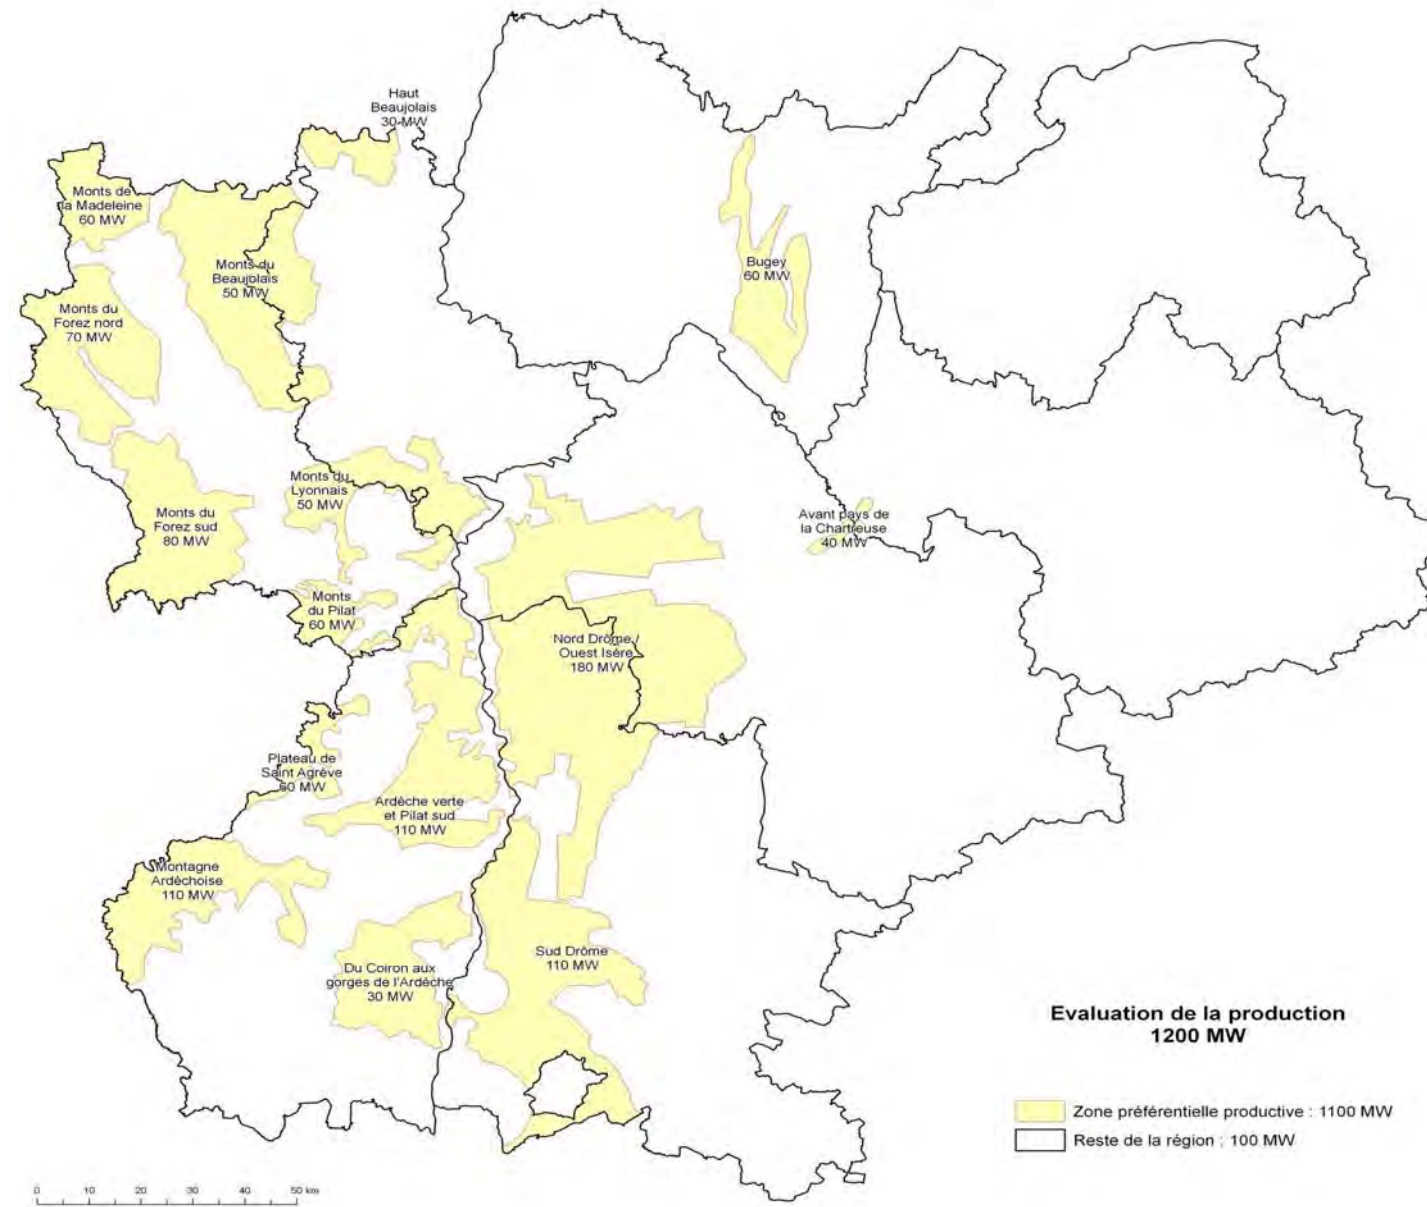 Haut
Beaujolais
30 MW
Monts de
la Madeleine
60 MW
Monts du
Beaujolais
50 MW
Bugey
60 MW
Monts du
Forez nord
70 MW
Monts du
Lyonnais
50 MW
Monts du
Forez sud
80 MW
Avant pays de
la Chartreuse
40 MW
Monts
du Pilat
60 MW
Nord Drôme /
Ouest Isère
180 MW
Plateau de
Saint Agrève
60 MW
Ardèche verte
et Pilat sud
110 MW
Montagne
Ardéchoise
110 MW
Sud Drôme
110 MW
Du Coiron aux
gorges de l'Ardèche
30 MW
Evaluation de la production
1200 MW
Zone préférentielle productive : 1100 MW
Reste de la région : 100 MW
0 10 20 30 40 50 km